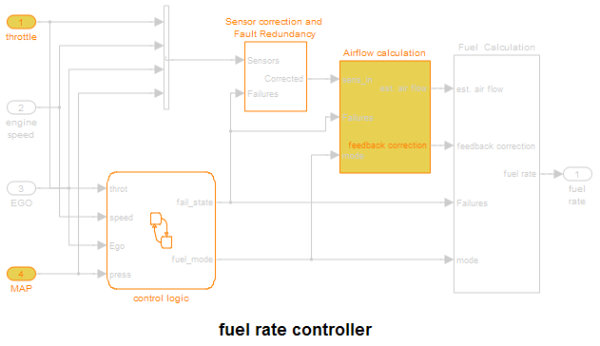 1
throttle
2
engine
speed
3
EGO
4
MAP
Sensor correction and
Fault Redundancy
Sensors
Corrected
Failures
Airflow calculation
est. air flow
Failures
feedback correction
mode
Fuel Calculation
est. air flow
feedback correction
fuel rate
Failures
mode
1
fuel
rate
throt
fail_state
speed
Ego
fuel_mode
press
control logic
fuel rate controller